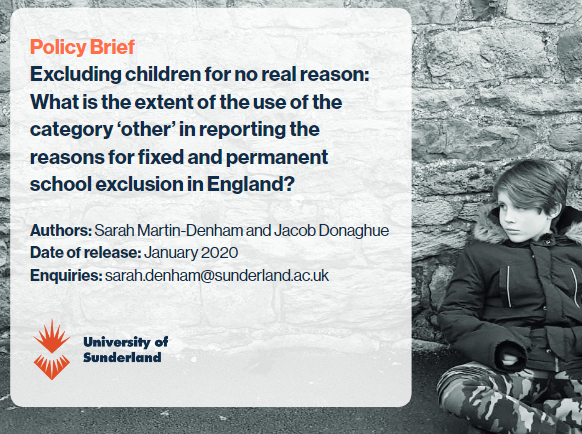 Policy Brief
Excluding children for no real reason:
What is the extent of the use of the
category ‘other’ in reporting the
reasons for fixed and permanent
school exclusion in England?
Authors: Sarah Martin-Denham and Jacob Donaghue
Date of release: January 2020
Enquiries: sarah.denham@sunderland.ac.uk
University of
Sunderland